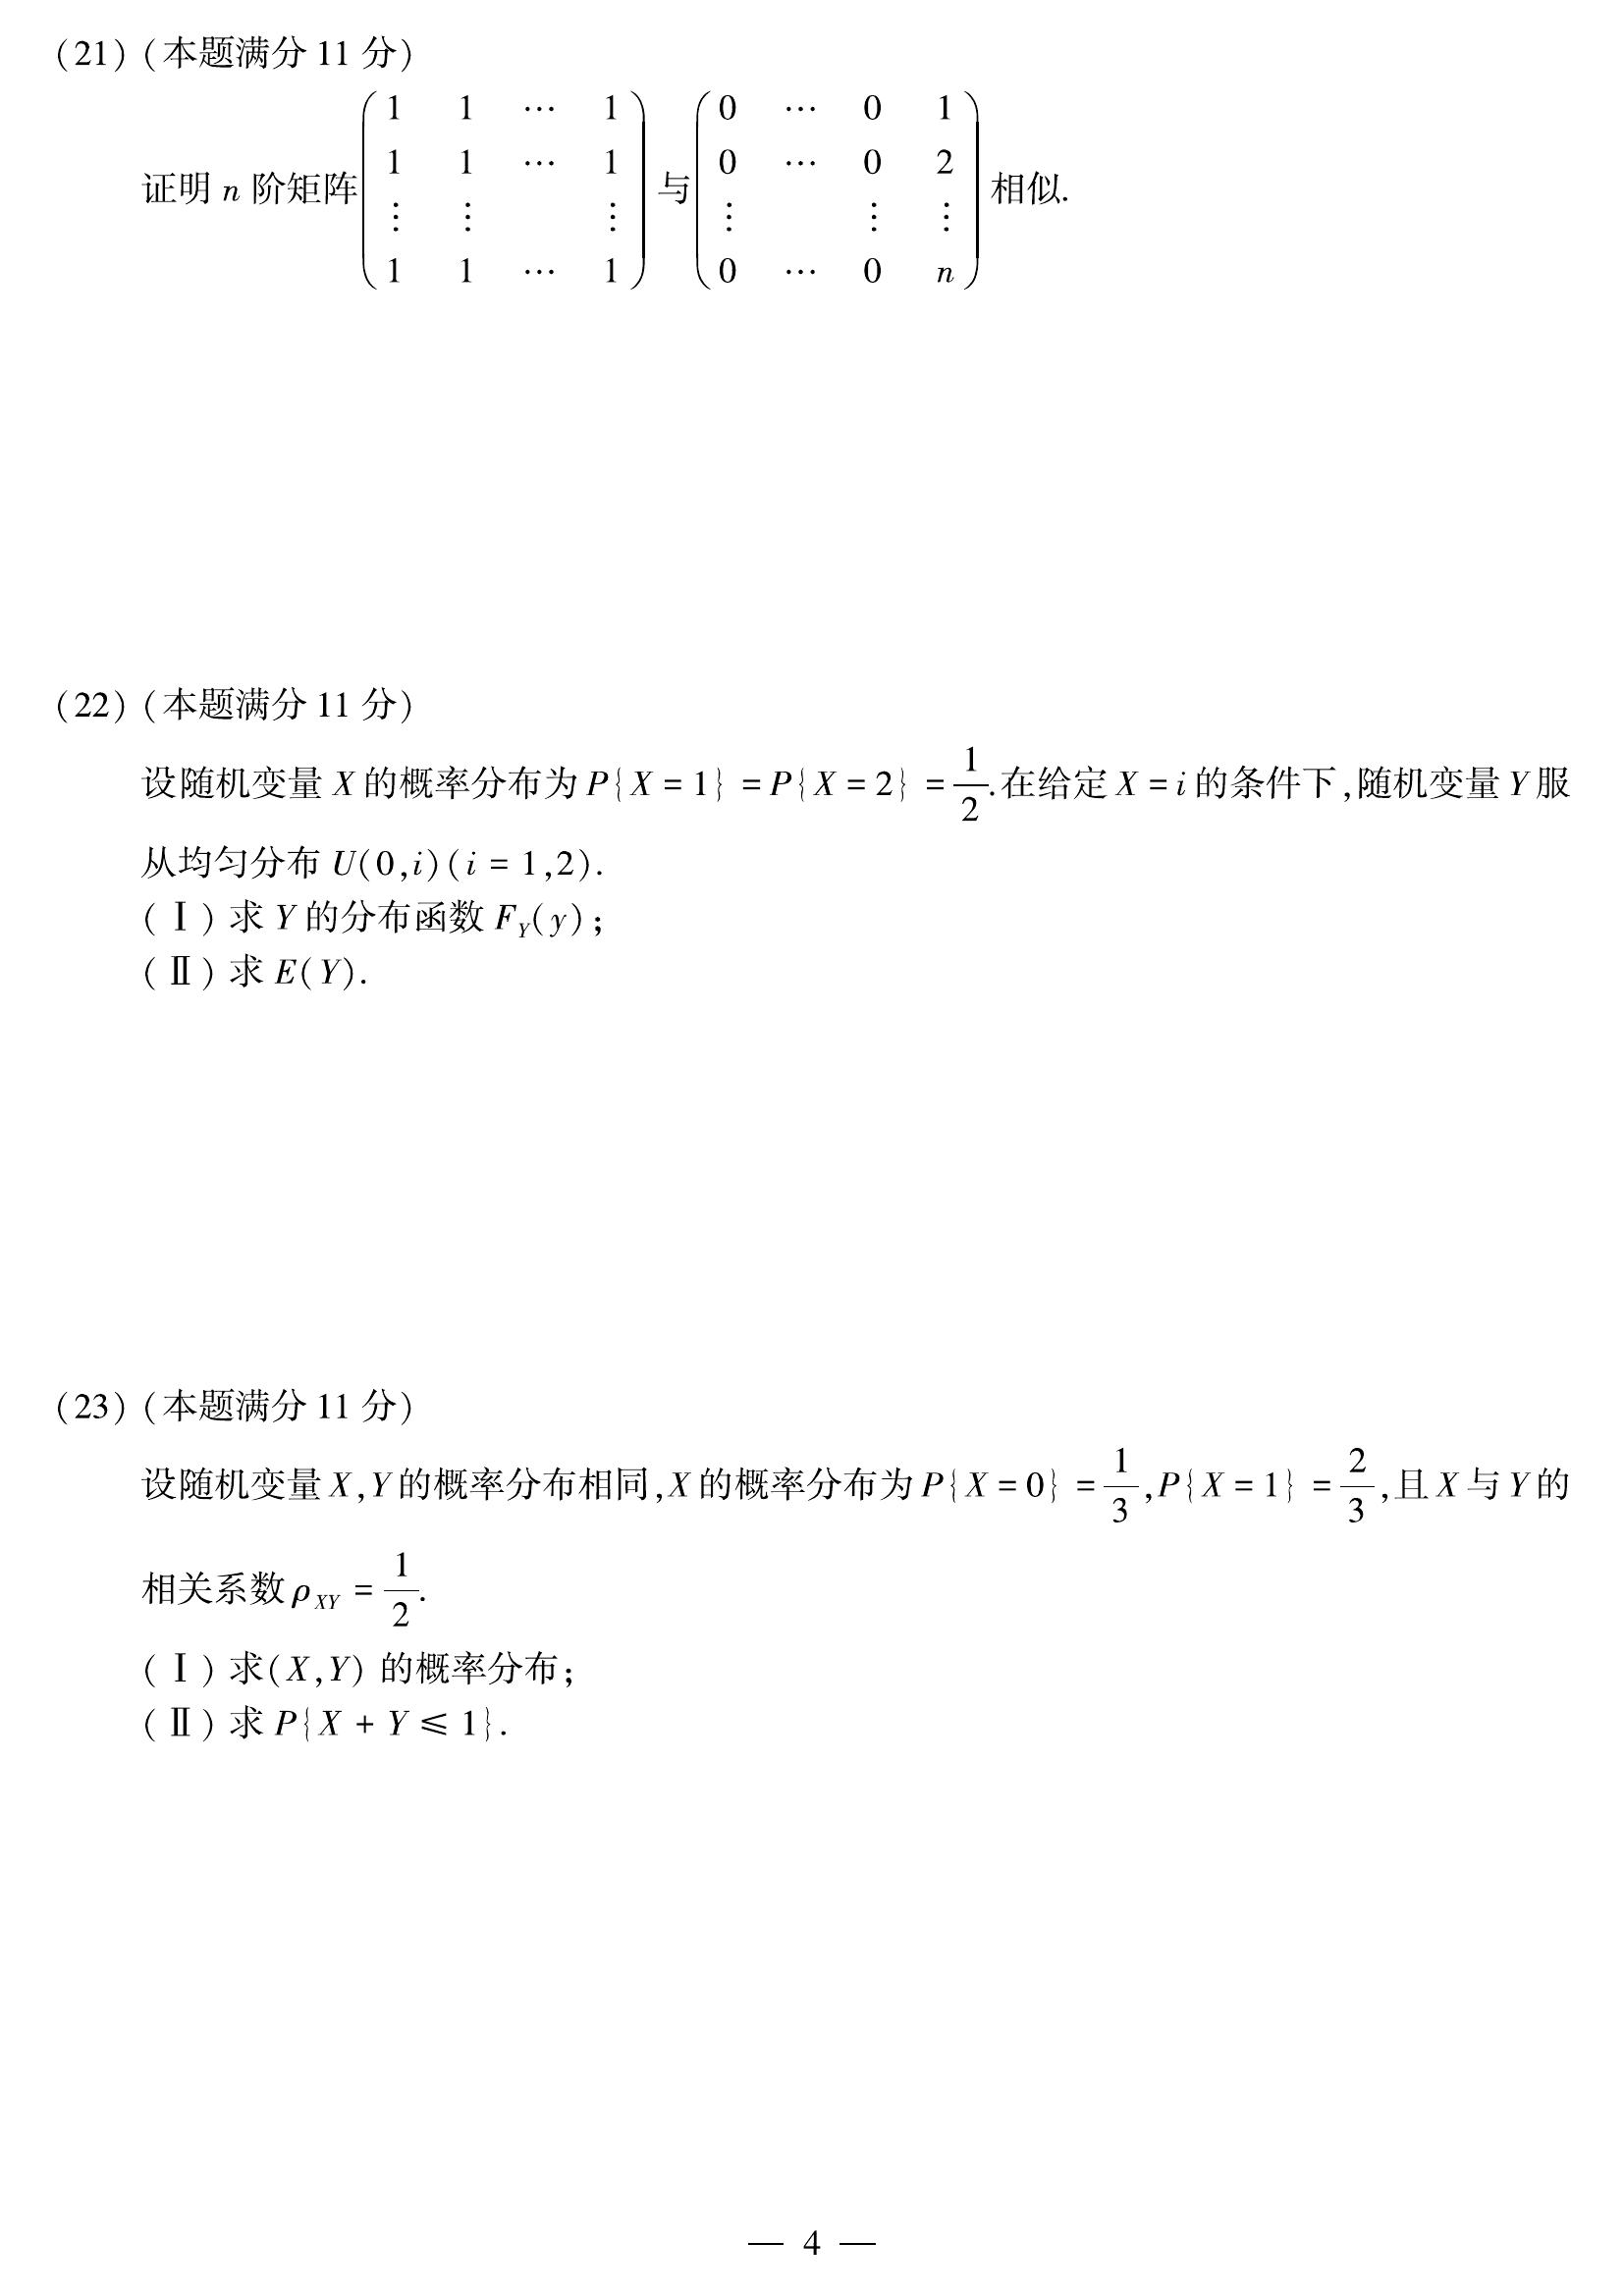 (21)(本题满分 11 分)
证明 n 阶矩阵 \begin{pmatrix} 1 & 1 & \cdots & 1 \\ 1 & 1 & \cdots & 1 \\ \vdots & \vdots & & \vdots \\ 1 & 1 & \cdots & 1 \end{pmatrix} 与 \begin{pmatrix} 0 & \cdots & 0 & 1 \\ 0 & \cdots & 0 & 2 \\ \vdots & & \vdots & \vdots \\ 0 & \cdots & 0 & n \end{pmatrix} 相似.
(22)(本题满分 11 分)
设随机变量 X 的概率分布为 P{X = 1} = P{X = 2} = \frac{1}{2}.在给定 X = i 的条件下,随机变量 Y 服
从均匀分布 U(0,i)(i = 1,2).
(Ⅰ) 求 Y 的分布函数 F_Y(y);
(Ⅱ) 求 E(Y).
(23)(本题满分 11 分)
设随机变量 X,Y 的概率分布相同,X 的概率分布为 P{X = 0} = \frac{1}{3},P{X = 1} = \frac{2}{3},且 X 与 Y 的
相关系数 ρ_{XY} = \frac{1}{2}.
(Ⅰ) 求(X,Y) 的概率分布;
(Ⅱ) 求 P{X + Y ≤ 1}.
— 4 —